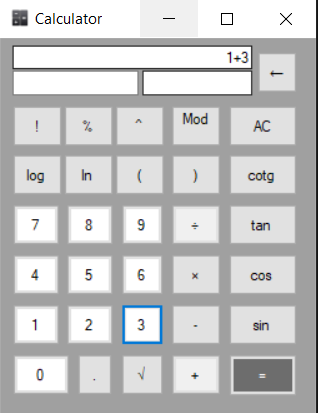 Calculator
1+3
←
! % ^ Mod AC
log ln ( ) cotg
7 8 9 ÷ tan
4 5 6 × cos
1 2 3 - sin
0 . √ + =